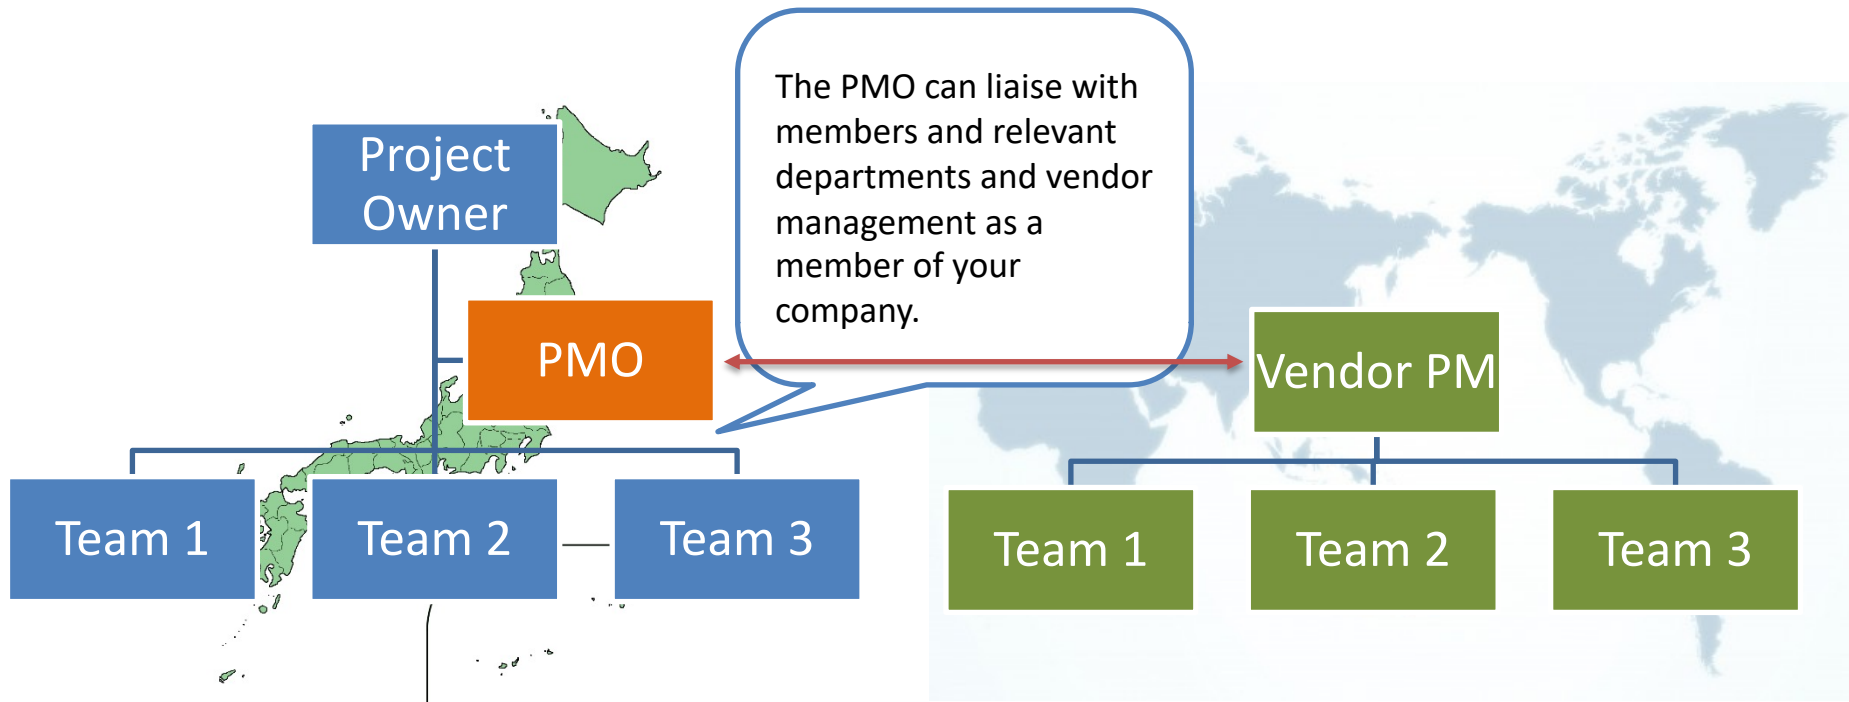 Project
Owner
The PMO can liaise with
members and relevant
departments and vendor
management as a
member of your
company.
PMO
Vendor PM
Team 1
Team 2
Team 3
Team 1
Team 2
Team 3